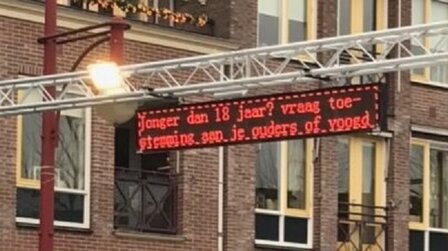 Jonger dan 18 jaar? vraag toe-
stemming aan je ouders of voogd